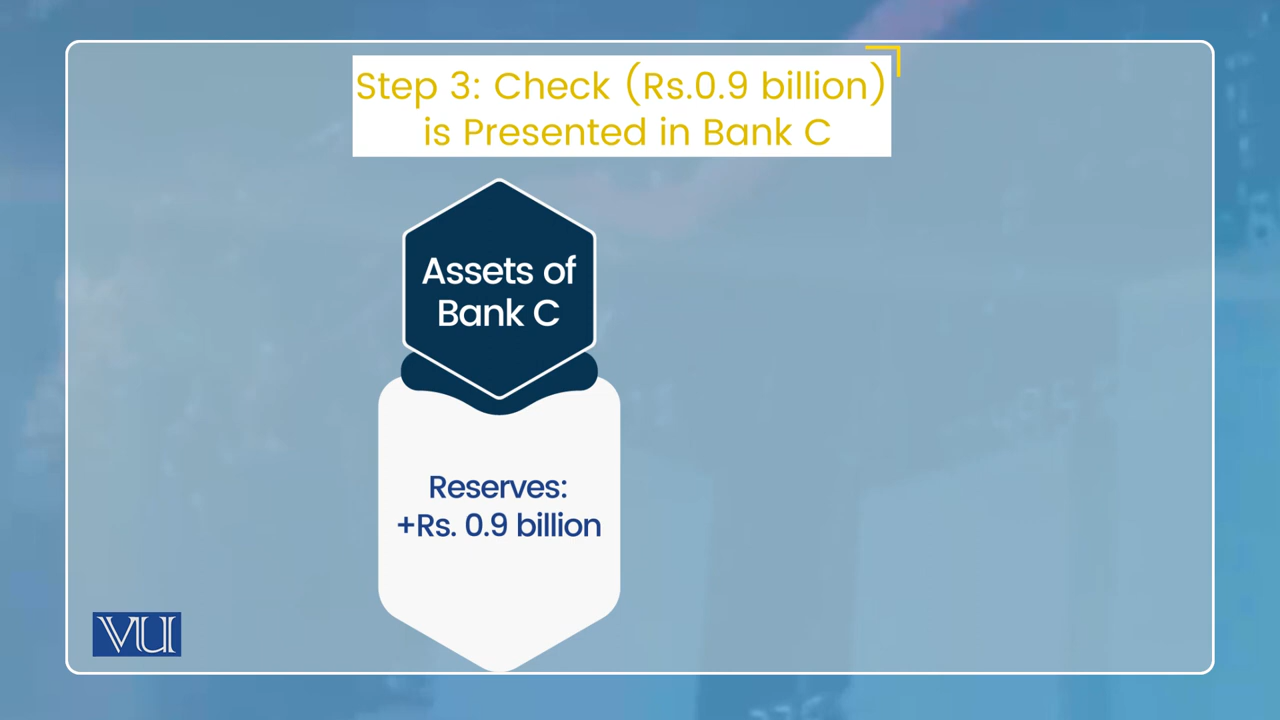 Step 3: Check (Rs.0.9 billion)
is Presented in Bank C
Assets of
Bank C
Reserves:
+Rs. 0.9 billion
VU